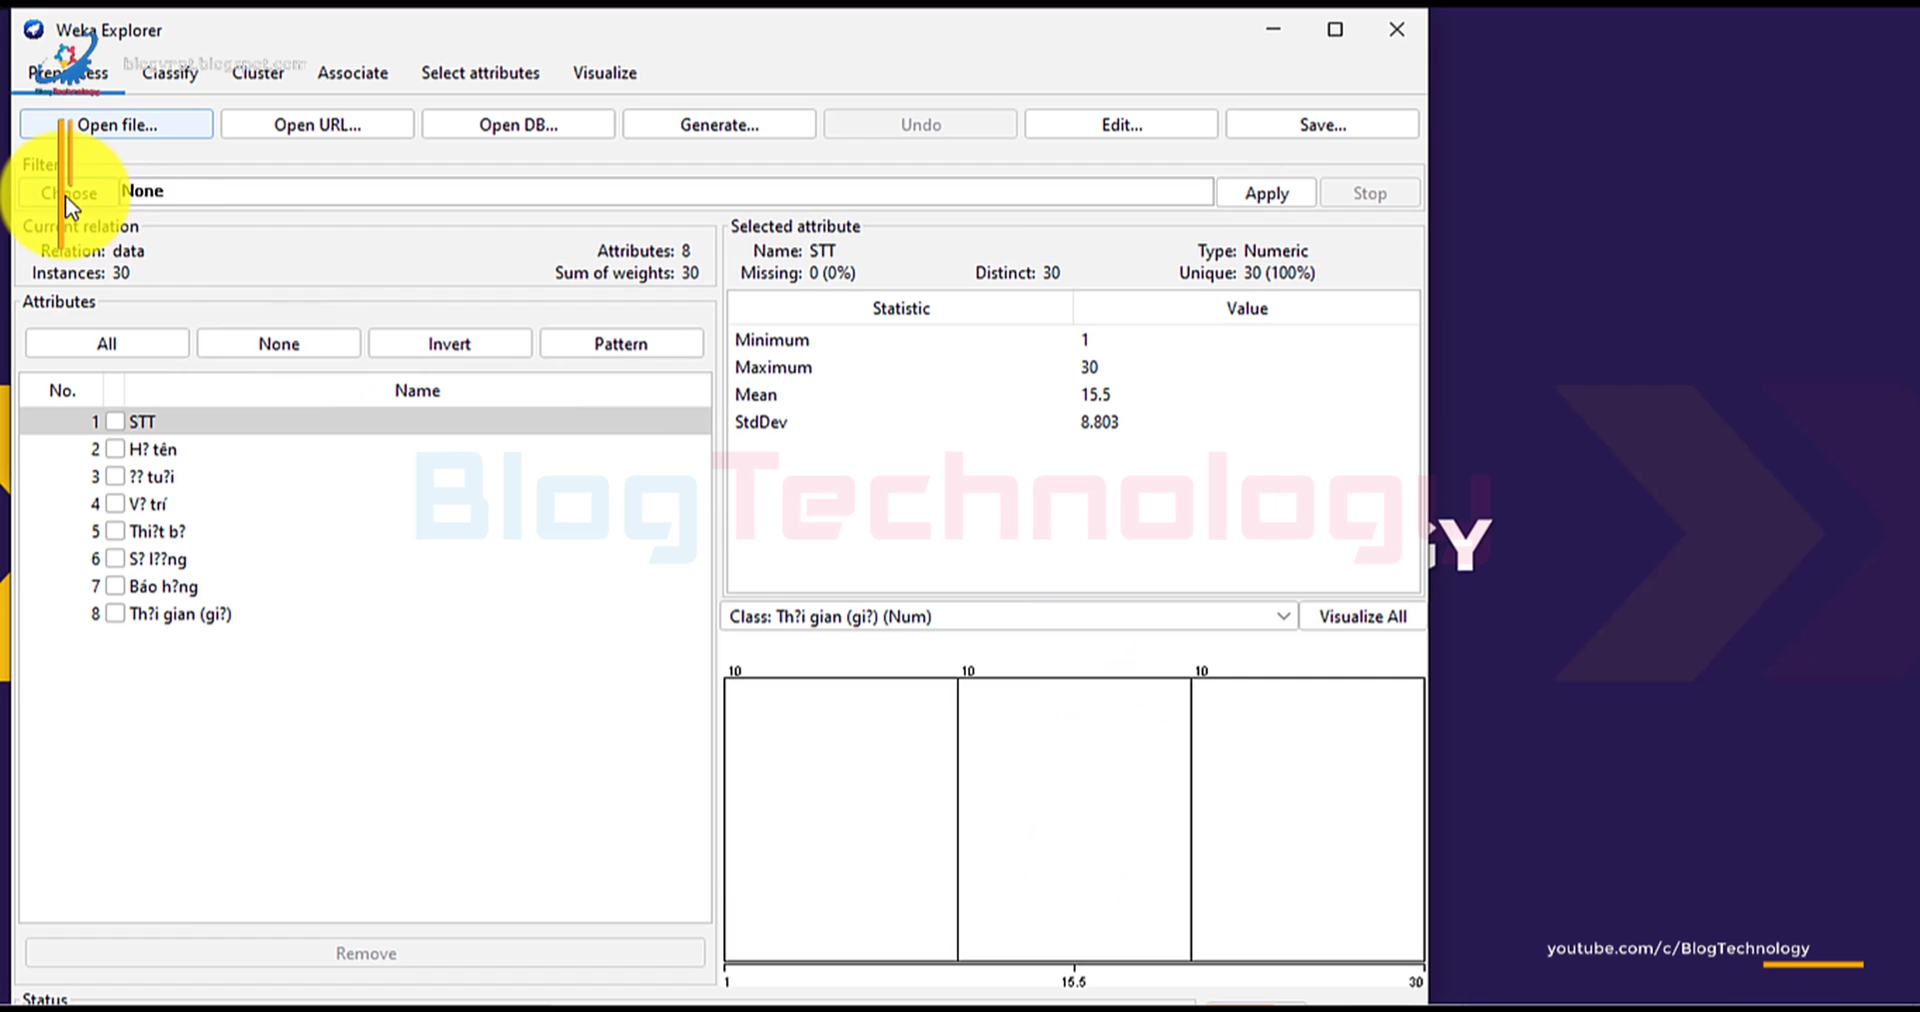 Weka Explorer
blogvrpt.blogspot.com
Preprocess Classify Cluster Associate Select attributes Visualize
BlogTechnology
Open file... Open URL... Open DB... Generate... Undo Edit... Save...
Filter
Choose None Apply Stop
Current relation
Relation: data Attributes: 8
Instances: 30 Sum of weights: 30
Selected attribute
Name: STT Type: Numeric
Missing: 0 (0%) Distinct: 30 Unique: 30 (100%)
Attributes
All None Invert Pattern
No. Name
1 STT
2 H? tên
3 ?? tu?i
4 V? trí
5 Thi?t b?
6 S? l??ng
7 Báo h?ng
8 Th?i gian (gi?)
Remove
Statistic Value
Minimum 1
Maximum 30
Mean 15.5
StdDev 8.803
BlogTechnology
GY
Class: Th?i gian (gi?) (Num) Visualize All
10 10 10
1 15.5 30
Status
youtube.com/c/BlogTechnology